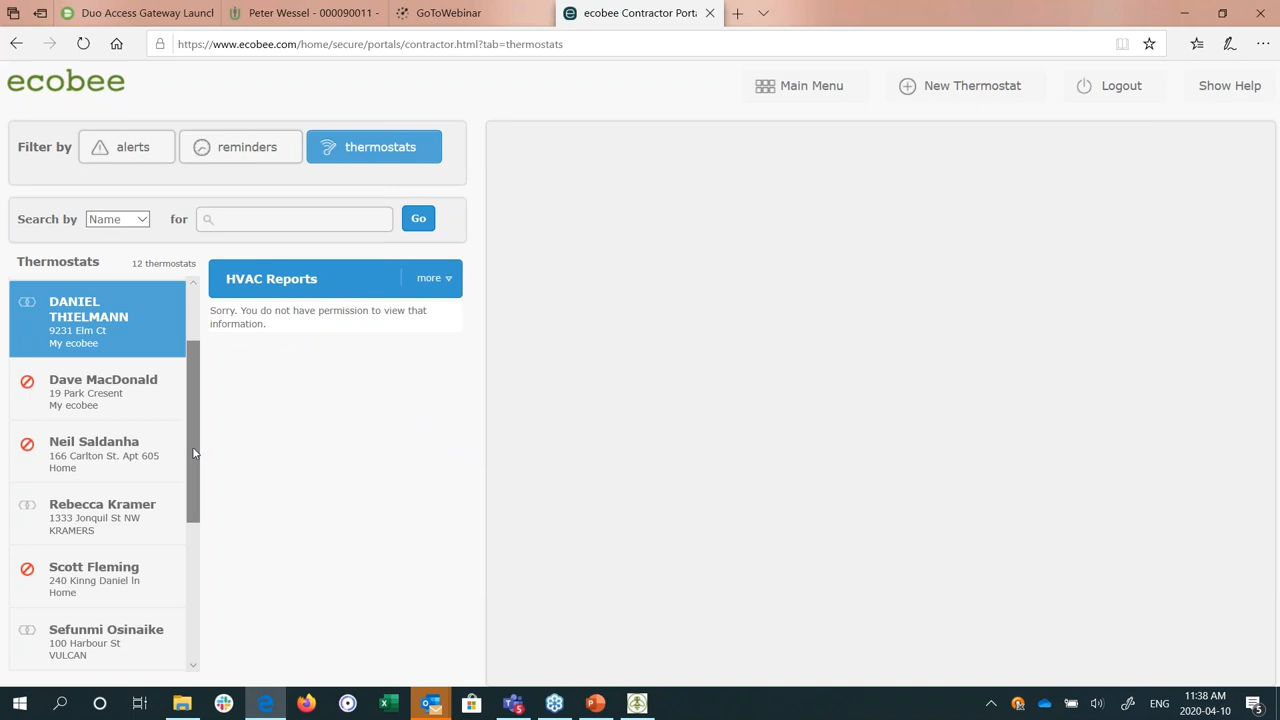 Duo Access Gateway Launcl
Peter Wessel - 000090011 -
GoToWebinar
ecobee Contractor Porta
https://www.ecobee.com/home/secure/portals/contractor.html?tab=thermostats
ecobee
Main Menu
New Thermostat
Logout
Show Help
Filter by
alerts
reminders
thermostats
Search by
Name
for
Go
Thermostats
12 thermostats
DANIEL
THIELMANN
9231 Elm Ct
My ecobee
Dave MacDonald
19 Park Cresent
My ecobee
Neil Saldanha
166 Carlton St. Apt 605
Home
Rebecca Kramer
1333 Jonquil St NW
KRAMERS
Scott Fleming
240 Kinng Daniel ln
Home
Sefunmi Osinaike
100 Harbour St
VULCAN
HVAC Reports
more
Sorry. You do not have permission to view that
information.
ENG
11:38 AM
2020-04-10
5